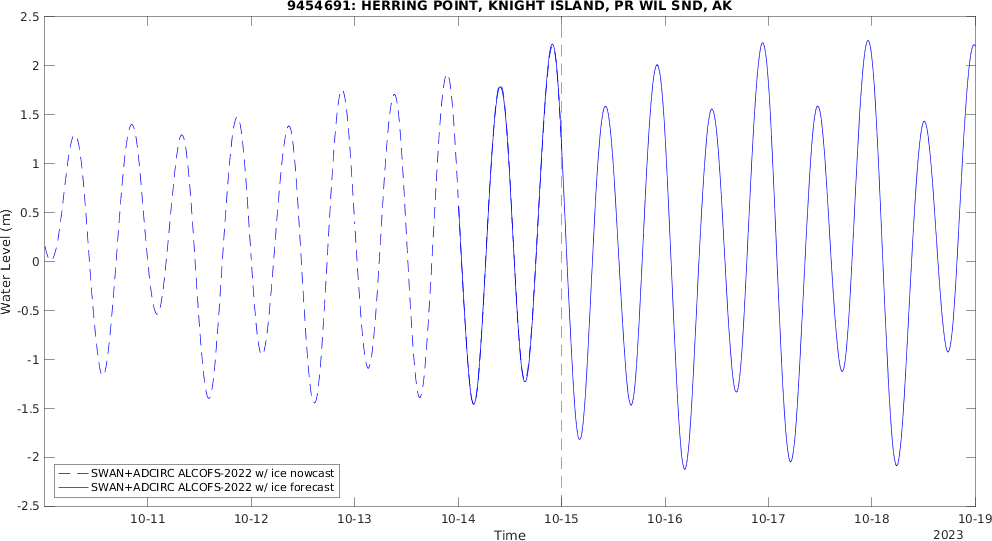 9454691: HERRING POINT, KNIGHT ISLAND, PR WIL SND, AK
2.5
2
1.5
1
0.5
0
-0.5
-1
-1.5
-2
-2.5
Water Level (m)
SWAN+ADCIRC ALCOFS-2022 w/ ice nowcast
SWAN+ADCIRC ALCOFS-2022 w/ ice forecast
10-11 10-12 10-13 10-14 10-15 10-16 10-17 10-18 10-19
Time
2023